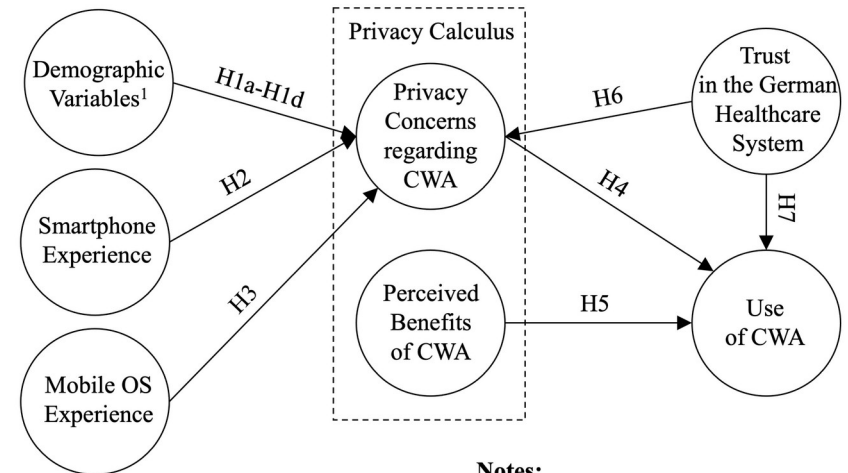 Privacy Calculus
Demographic
Variables¹
H1a-H1d
Privacy
Concerns
regarding
CWA
H6
Trust
in the German
Healthcare
System
H2
H4
H7
Smartphone
Experience
H3
Perceived
Benefits
of CWA
H5
Use
of CWA
Mobile OS
Experience
Notes: